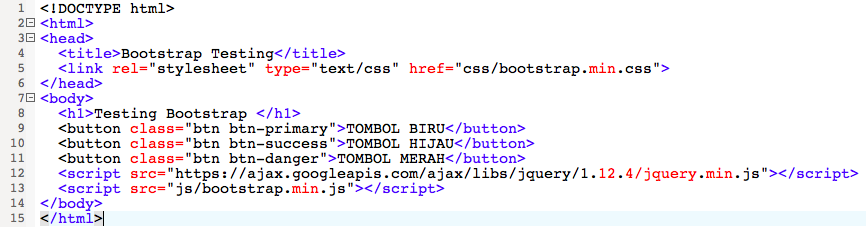 1 <!DOCTYPE html>
2 <html>
3 <head>
4 <title>Bootstrap Testing</title>
5 <link rel="stylesheet" type="text/css" href="css/bootstrap.min.css">
6 </head>
7 <body>
8 <h1>Testing Bootstrap </h1>
9 <button class="btn btn-primary">TOMBOL BIRU</button>
10 <button class="btn btn-success">TOMBOL HIJAU</button>
11 <button class="btn btn-danger">TOMBOL MERAH</button>
12 <script src="https://ajax.googleapis.com/ajax/libs/jquery/1.12.4/jquery.min.js"></script>
13 <script src="js/bootstrap.min.js"></script>
14 </body>
15 </html>